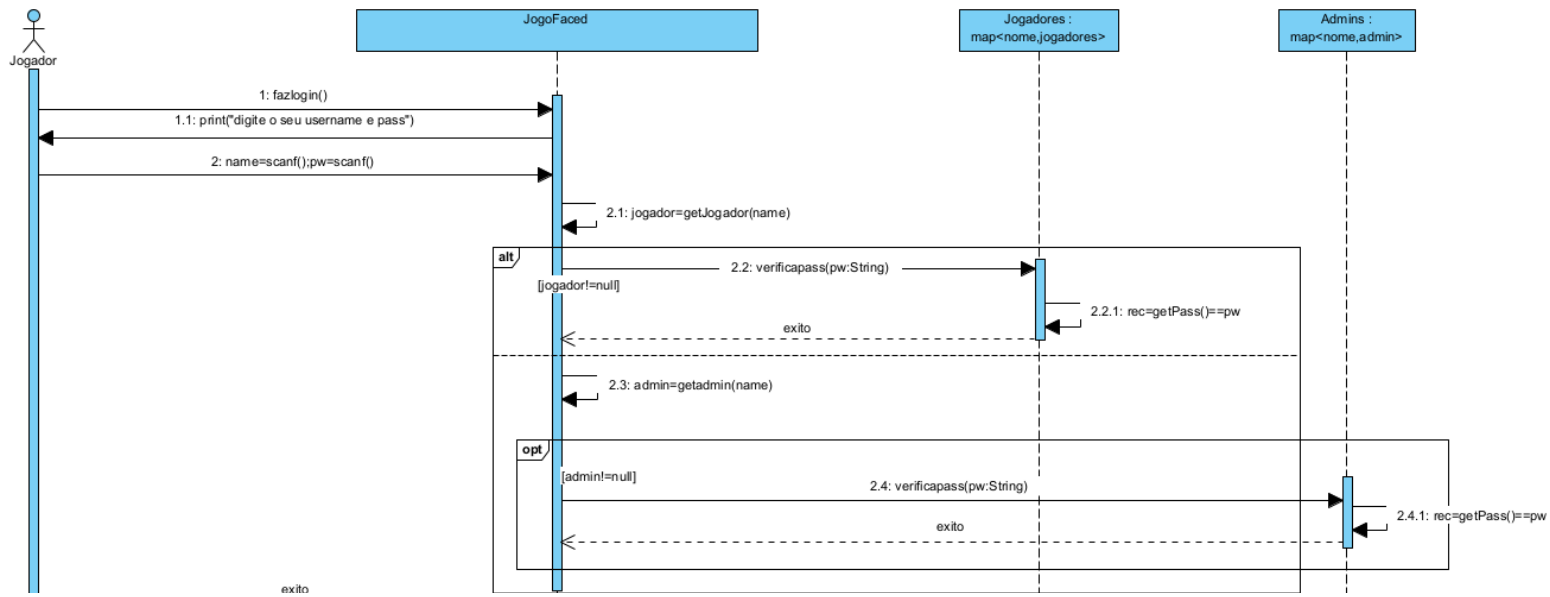 JogoFaced
Jogadores :
map<nome,jogadores>
Admins :
map<nome,admin>
Jogador
1: fazlogin()
1.1: print("digite o seu username e pass")
2: name=scanf();pw=scanf()
2.1: jogador=getJogador(name)
alt
2.2: verificapass(pw:String)
[jogador!=null]
2.2.1: rec=getPass()==pw
exito
2.3: admin=getadmin(name)
opt
[admin!=null]
2.4: verificapass(pw:String)
2.4.1: rec=getPass()==pw
exito
exito